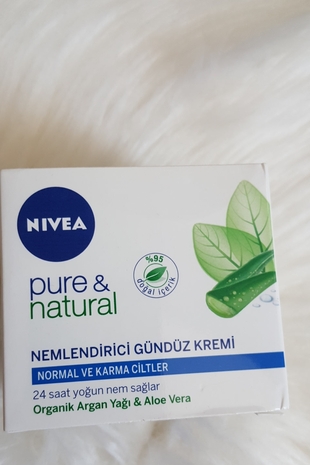 NIVEA
pure &
natural
%95
doğal içerik
NEMLENDİRİCİ GÜNDÜZ KREMİ
NORMAL VE KARMA CİLTLER
24 saat yoğun nem sağlar
Organik Argan Yağı & Aloe Vera